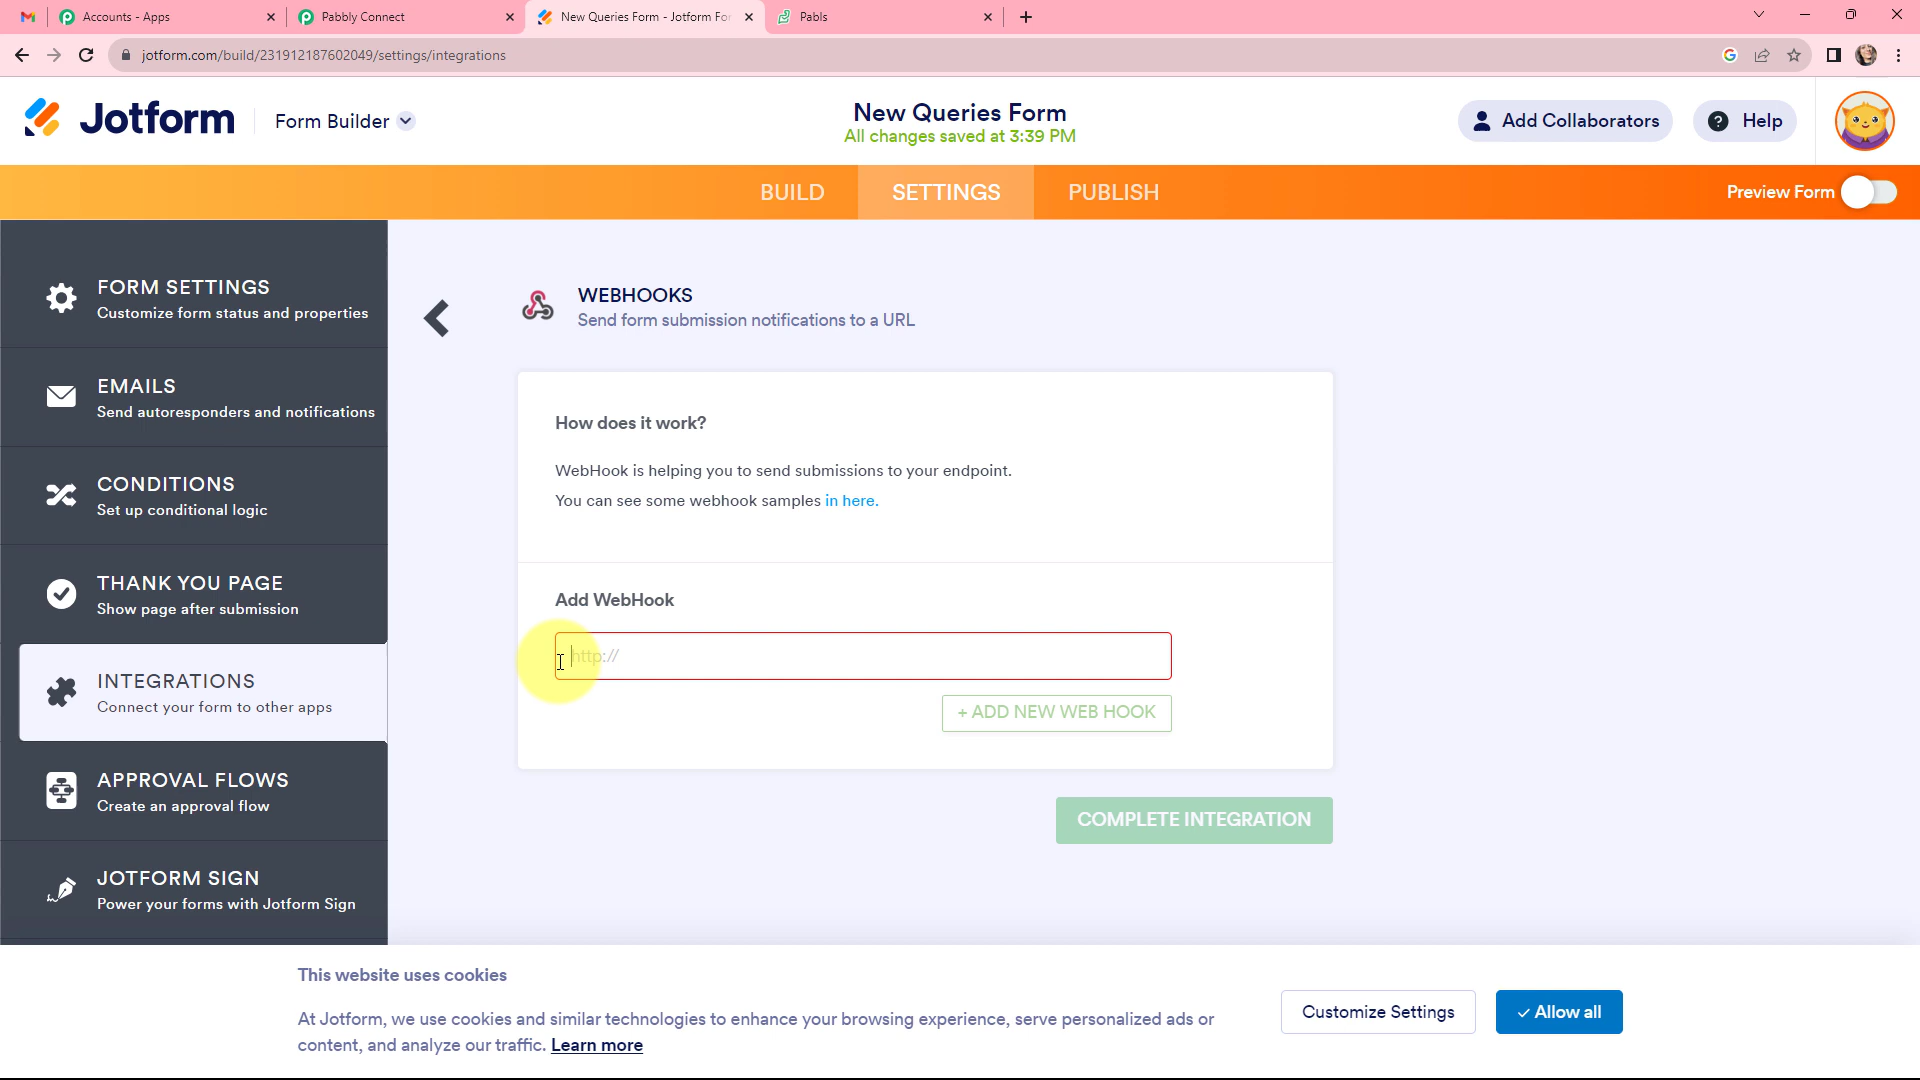 Accounts - Apps
Pabbly Connect
New Queries Form - Jotform For
Pabls
jotform.com/build/231912187602049/settings/integrations
Jotform
Form Builder
New Queries Form
All changes saved at 3:39 PM
Add Collaborators
Help
BUILD
SETTINGS
PUBLISH
Preview Form
FORM SETTINGS
Customize form status and properties
EMAILS
Send autoresponders and notifications
CONDITIONS
Set up conditional logic
THANK YOU PAGE
Show page after submission
INTEGRATIONS
Connect your form to other apps
APPROVAL FLOWS
Create an approval flow
JOTFORM SIGN
Power your forms with Jotform Sign
WEBHOOKS
Send form submission notifications to a URL
How does it work?
WebHook is helping you to send submissions to your endpoint.
You can see some webhook samples in here.
Add WebHook
http://
+ ADD NEW WEB HOOK
COMPLETE INTEGRATION
This website uses cookies
At Jotform, we use cookies and similar technologies to enhance your browsing experience, serve personalized ads or
content, and analyze our traffic. Learn more
Customize Settings
Allow all